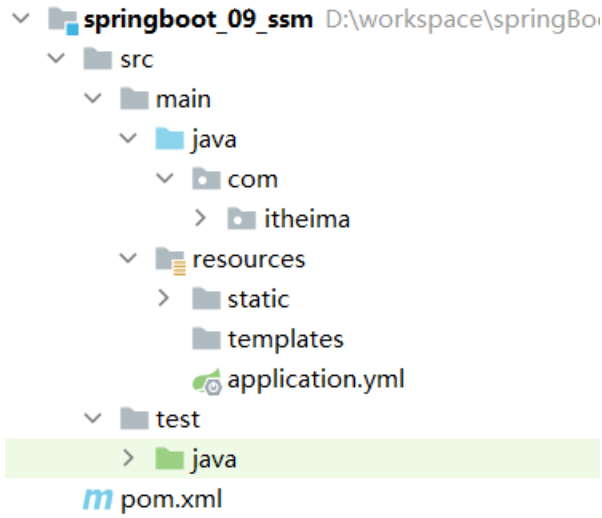 springboot_09_ssm D:\workspace\springBoo
src
main
java
com
itheima
resources
static
templates
application.yml
test
java
pom.xml